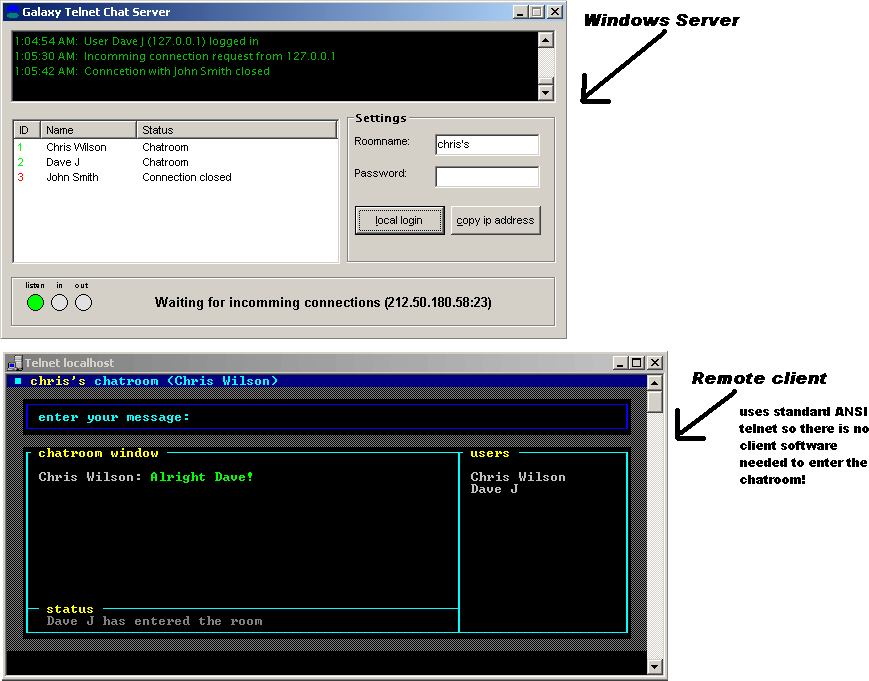 Galaxy Telnet Chat Server
Windows Server
1:04:54 AM:  User Dave J (127.0.0.1) logged in
1:05:30 AM:  Incomming connection request from 127.0.0.1
1:05:42 AM:  Conncetion with John Smith closed
ID Name Status
1 Chris Wilson Chatroom
2 Dave J Chatroom
3 John Smith Connection closed
Settings
Roomname: chris's
Password:
local login copy ip address
listen in out
Waiting for incomming connections (212.50.180.58:23)
Telnet localhost
chris's chatroom (Chris Wilson)
enter your message:
chatroom window
Chris Wilson: Alright Dave!
users
Chris Wilson
Dave J
status
Dave J has entered the room
Remote client
uses standard ANSI
telnet so there is no
client software
needed to enter the
chatroom!